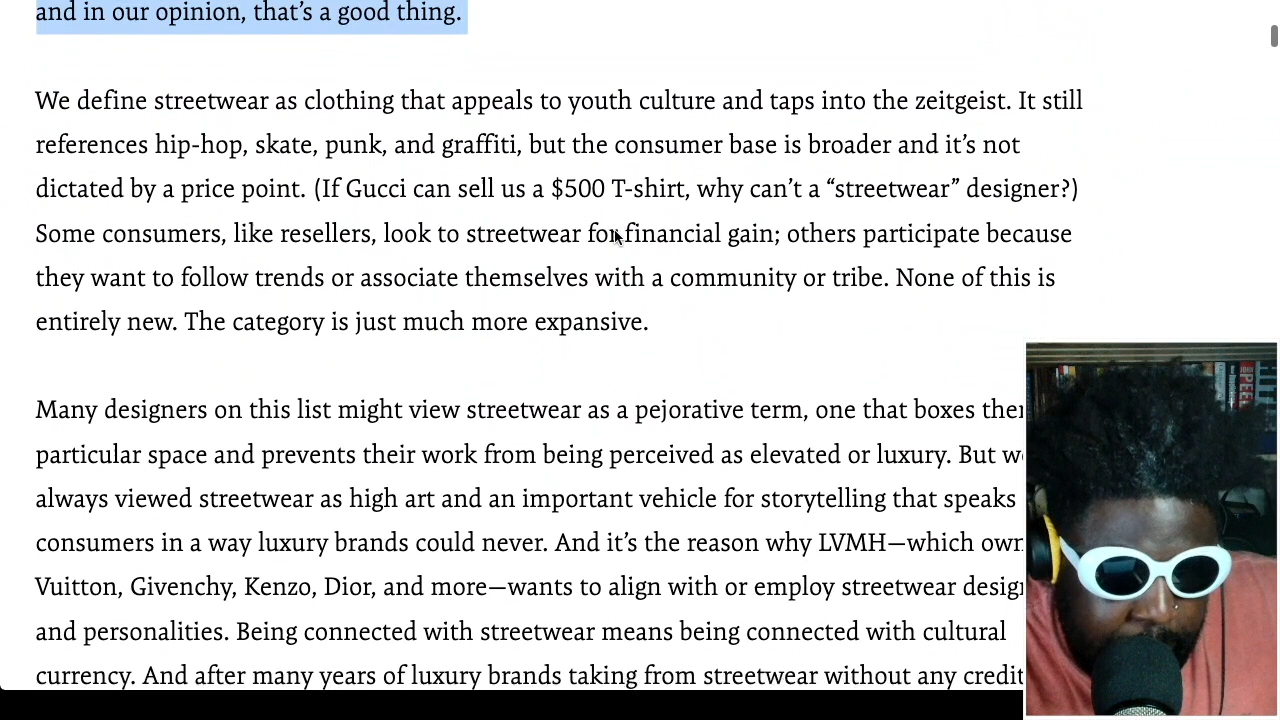 and in our opinion, that’s a good thing.
We define streetwear as clothing that appeals to youth culture and taps into the zeitgeist. It still
references hip-hop, skate, punk, and graffiti, but the consumer base is broader and it’s not
dictated by a price point. (If Gucci can sell us a $500 T-shirt, why can’t a “streetwear” designer?)
Some consumers, like resellers, look to streetwear for financial gain; others participate because
they want to follow trends or associate themselves with a community or tribe. None of this is
entirely new. The category is just much more expansive.
Many designers on this list might view streetwear as a pejorative term, one that boxes
particular space and prevents their work from being perceived as elevated or luxury. But
always viewed streetwear as high art and an important vehicle for storytelling that speaks
consumers in a way luxury brands could never. And it’s the reason why LVMH—which
Vuitton, Givenchy, Kenzo, Dior, and more—wants to align with or employ streetwear
and personalities. Being connected with streetwear means being connected with cultural
currency. And after many years of luxury brands taking from streetwear without any credit